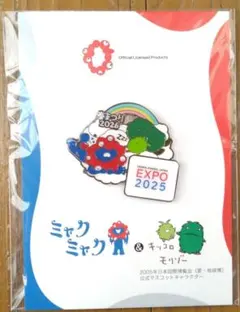 Official Licensed Products
EXPO
2025
ミャク
ミャク
&
キッコロ
モリゾー
2005年日本国際博覧会(愛・地球博)
公式マスコットキャラクター